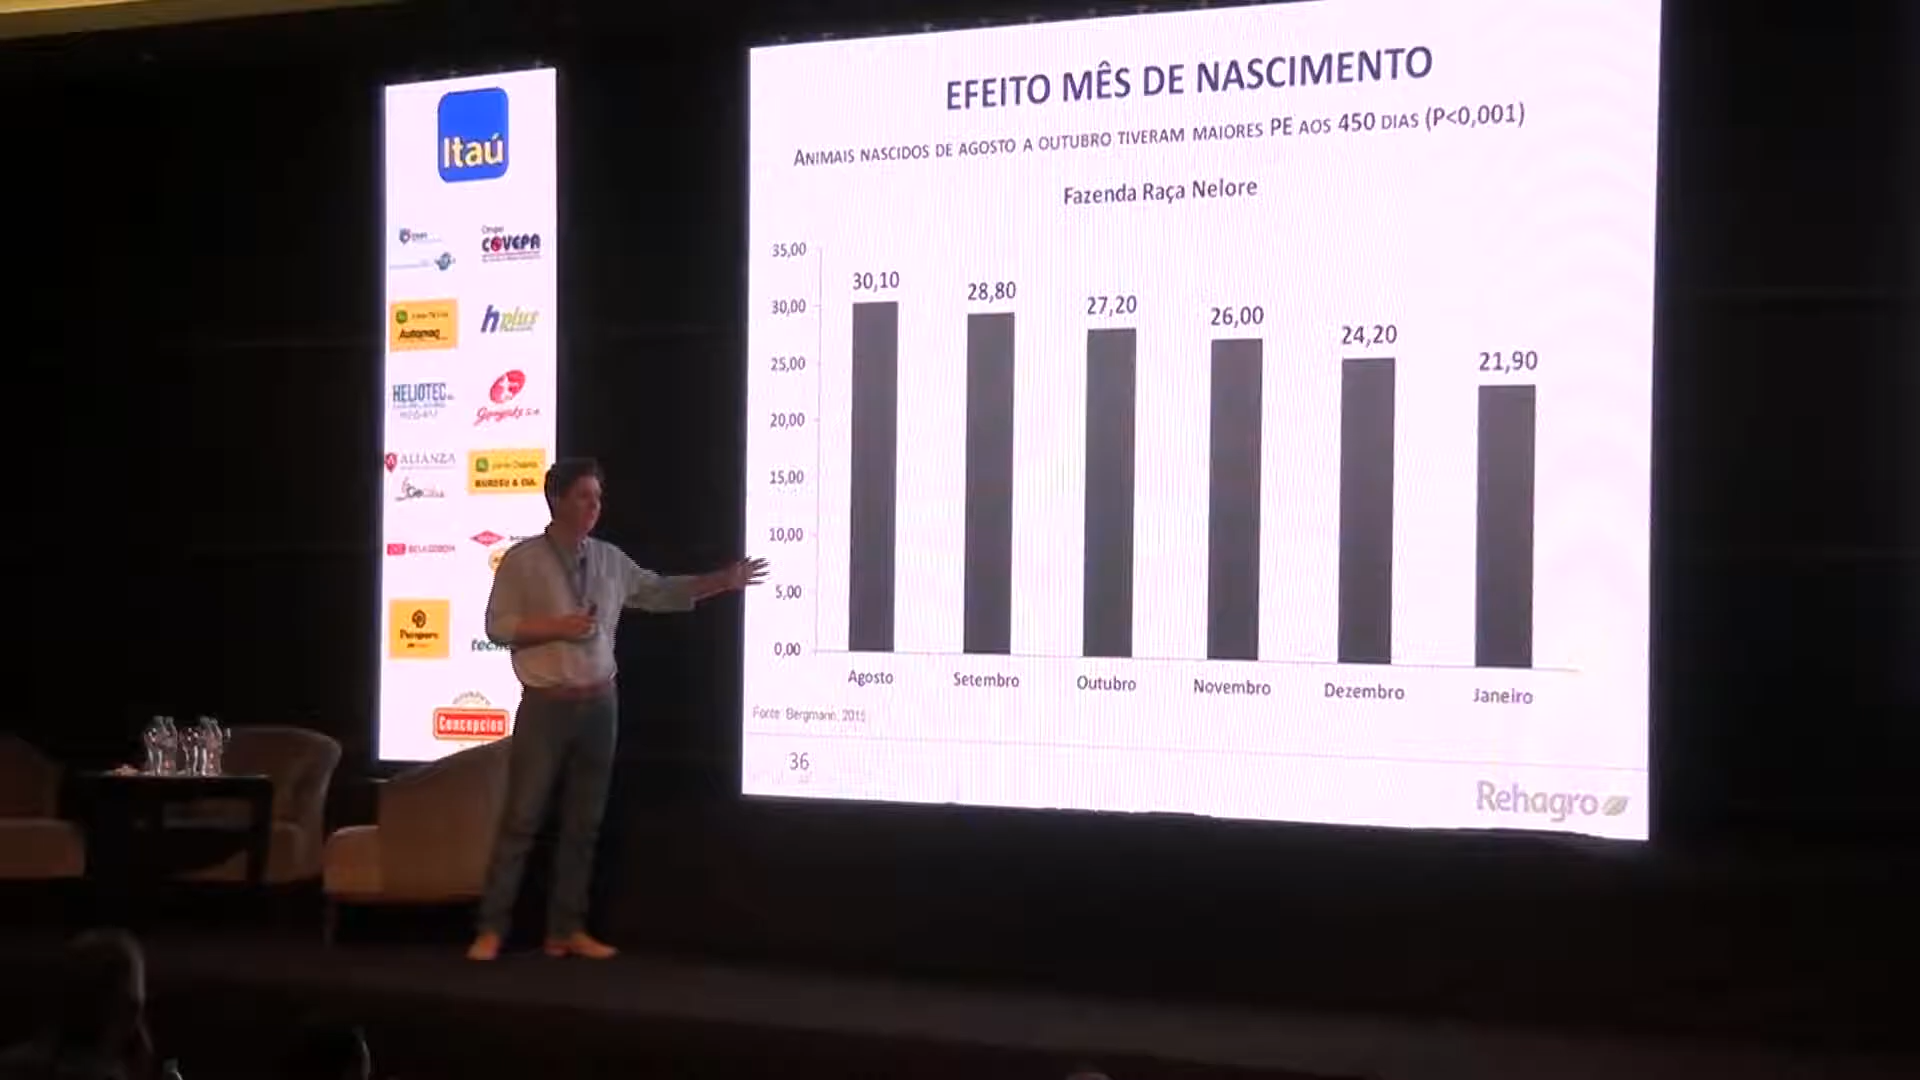 Itaú
Grupo
COVEPA
Automaq
hplus
HELIOTEC
ALIANZA
Concepcion
EFEITO MÊS DE NASCIMENTO
ANIMAIS NASCIDOS DE AGOSTO A OUTUBRO TIVERAM MAIORES PE AOS 450 DIAS (P<0,001)
Fazenda Raça Nelore
35,00
30,00
25,00
20,00
15,00
10,00
5,00
0,00
30,10
28,80
27,20
26,00
24,20
21,90
Agosto
Setembro
Outubro
Novembro
Dezembro
Janeiro
Fonte: Bergmann, 2015
36
Rehagro